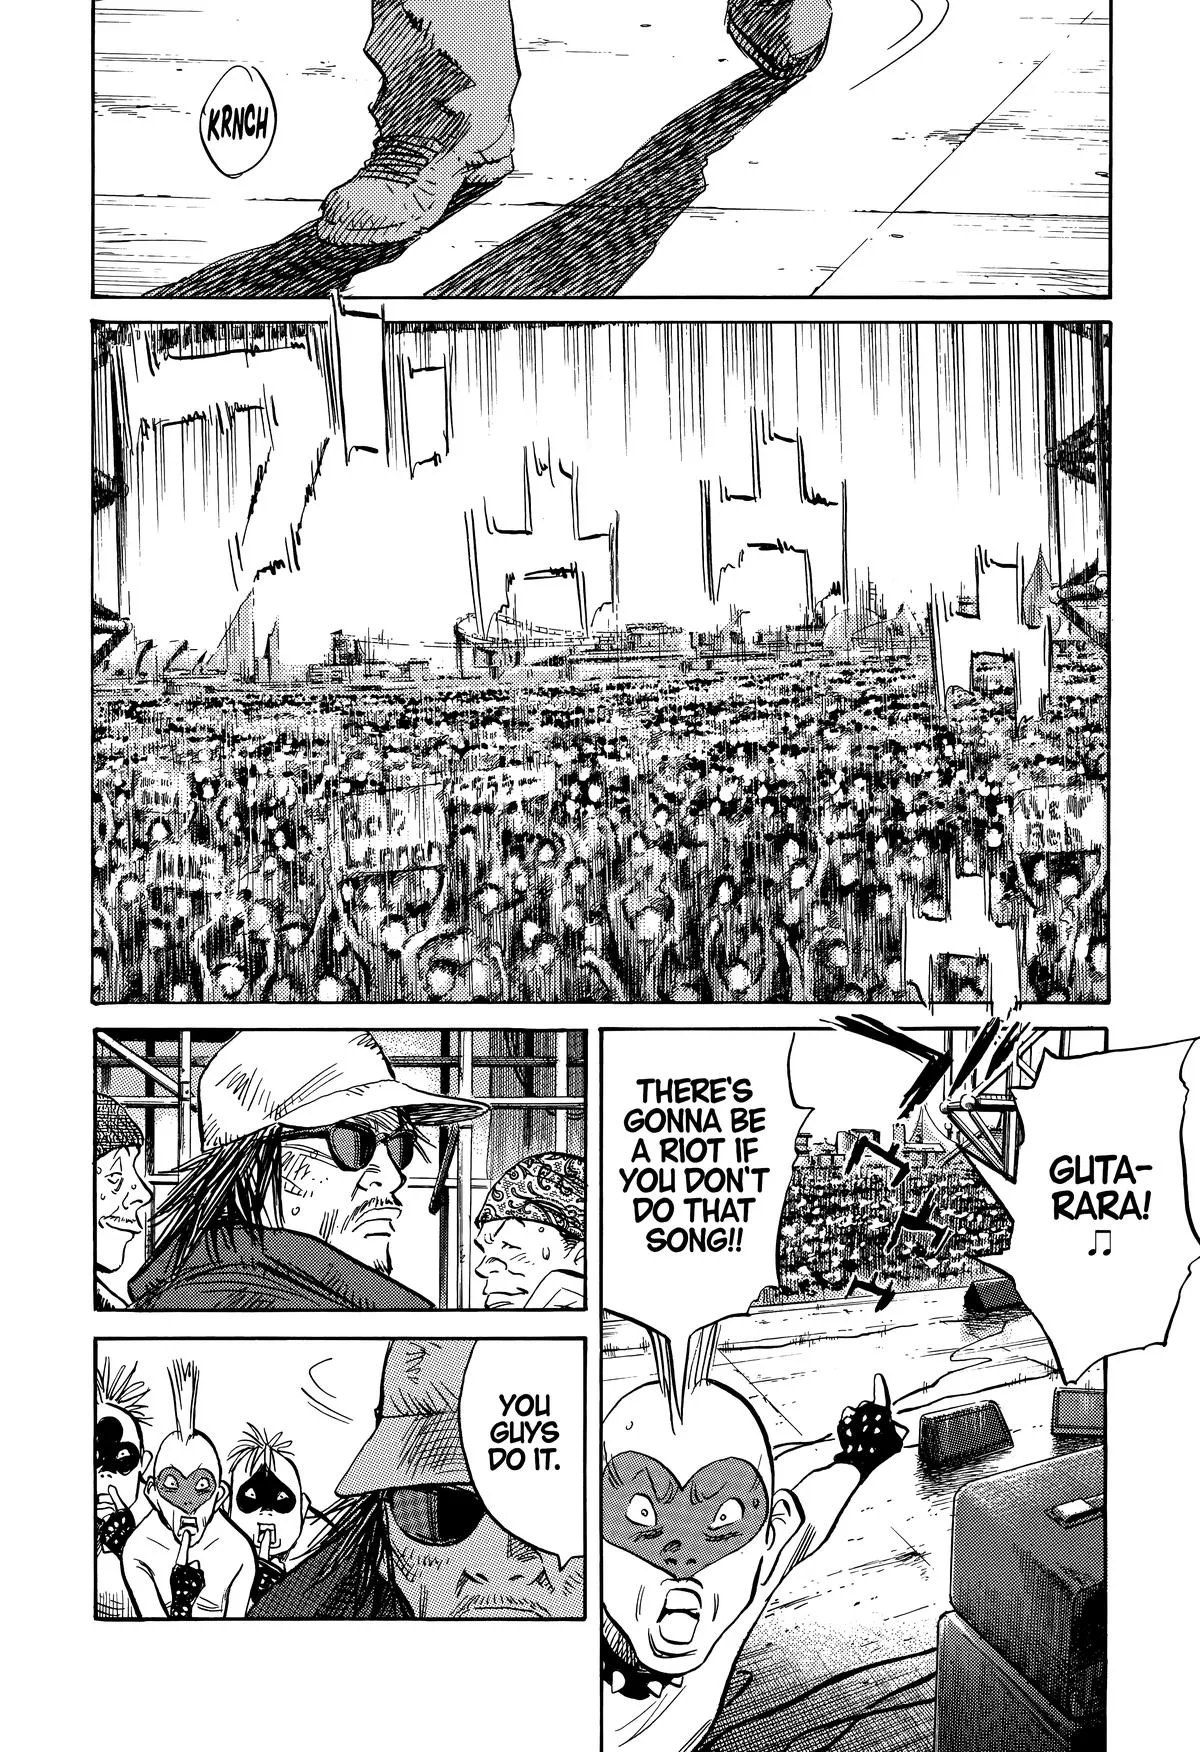 KRNCH
GUTA-
RARA!
♫
THERE'S
GONNA BE
A RIOT IF
YOU DON'T
DO THAT
SONG!!
YOU
GUYS
DO IT.